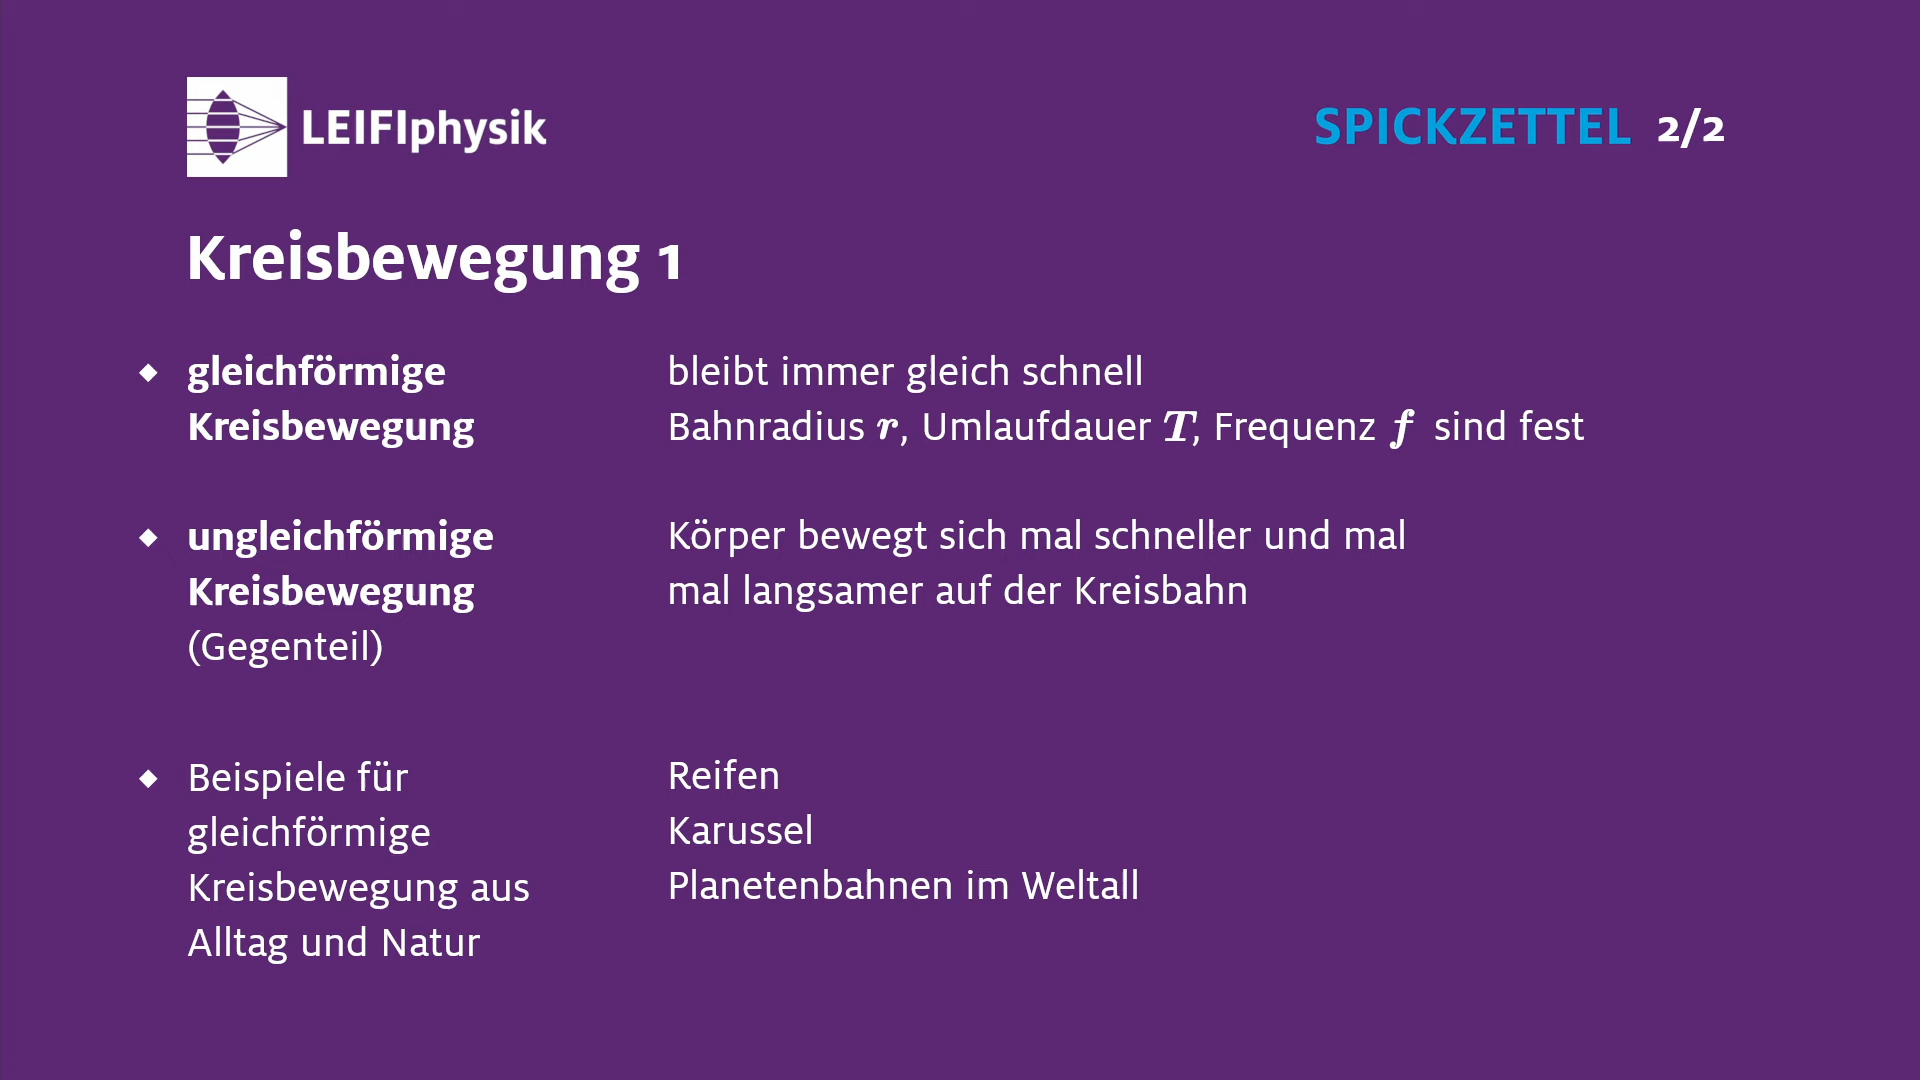 LEIFIphysik
SPICKZETTEL 2/2
Kreisbewegung 1
gleichförmige
Kreisbewegung
bleibt immer gleich schnell
Bahnradius r, Umlaufdauer T, Frequenz f sind fest
ungleichförmige
Kreisbewegung
(Gegenteil)
Körper bewegt sich mal schneller und mal
mal langsamer auf der Kreisbahn
Beispiele für
gleichförmige
Kreisbewegung aus
Alltag und Natur
Reifen
Karussel
Planetenbahnen im Weltall